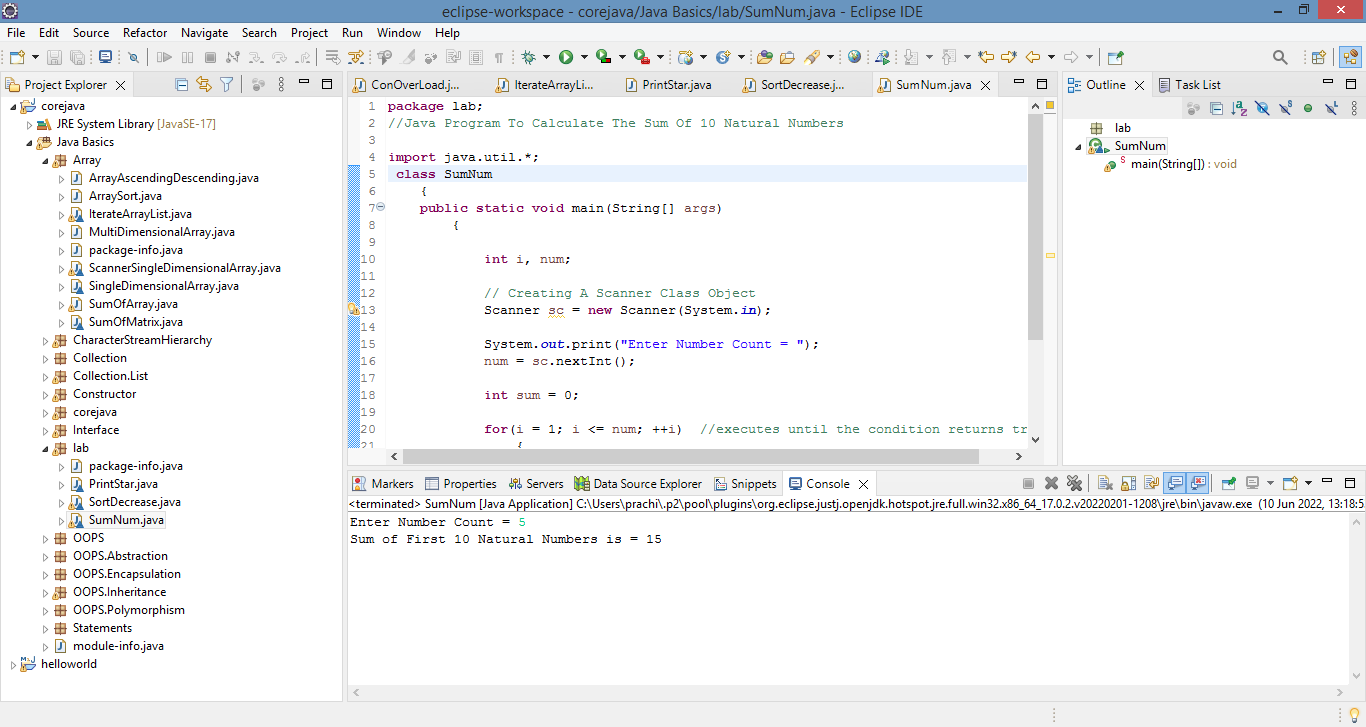 eclipse-workspace - corejava/Java Basics/lab/SumNum.java - Eclipse IDE
File Edit Source Refactor Navigate Search Project Run Window Help
Project Explorer
corejava
JRE System Library [JavaSE-17]
Java Basics
Array
ArrayAscendingDescending.java
ArraySort.java
IterateArrayList.java
MultiDimensionalArray.java
package-info.java
ScannerSingleDimensionalArray.java
SingleDimensionalArray.java
SumOfArray.java
SumOfMatrix.java
CharacterStreamHierarchy
Collection
Collection.List
Constructor
corejava
Interface
lab
package-info.java
PrintStar.java
SortDecrease.java
SumNum.java
OOPS
OOPS.Abstraction
OOPS.Encapsulation
OOPS.Inheritance
OOPS.Polymorphism
Statements
module-info.java
helloworld
ConOverLoad.j... IterateArrayLi... PrintStar.java SortDecrease.j... SumNum.java
1 package lab;
2 //Java Program To Calculate The Sum Of 10 Natural Numbers
3
4 import java.util.*;
5 class SumNum
6 {
7 public static void main(String[] args)
8 {
9
10 int i, num;
11
12 // Creating A Scanner Class Object
13 Scanner sc = new Scanner(System.in);
14
15 System.out.print("Enter Number Count = ");
16 num = sc.nextInt();
17
18 int sum = 0;
19
20 for(i = 1; i <= num; ++i) //executes until the condition returns tr
21 {
Outline Task List
lab
SumNum
main(String[]) : void
Markers Properties Servers Data Source Explorer Snippets Console
<terminated> SumNum [Java Application] C:\Users\prachi\.p2\pool\plugins\org.eclipse.justj.openjdk.hotspot.jre.full.win32.x86_64_17.0.2.v20220201-1208\jre\bin\javaw.exe (10 Jun 2022, 13:18:5
Enter Number Count = 5
Sum of First 10 Natural Numbers is = 15